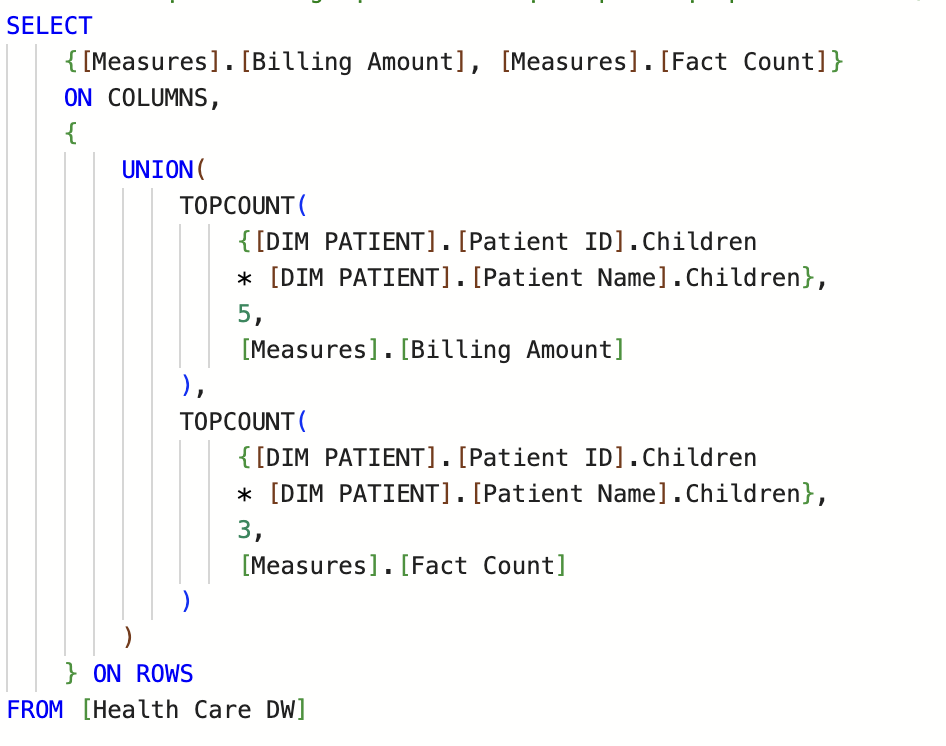 SELECT
{[Measures].[Billing Amount], [Measures].[Fact Count]}
ON COLUMNS,
{
UNION(
TOPCOUNT(
{[DIM PATIENT].[Patient ID].Children
* [DIM PATIENT].[Patient Name].Children},
5,
[Measures].[Billing Amount]
),
TOPCOUNT(
{[DIM PATIENT].[Patient ID].Children
* [DIM PATIENT].[Patient Name].Children},
3,
[Measures].[Fact Count]
)
)
} ON ROWS
FROM [Health Care DW]